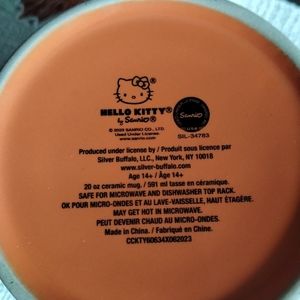 HELLO KITTY®
by Sanrio®
© 2023 SANRIO CO., LTD.
Used Under License.
www.sanrio.com
Sanrio
SIL-34783
Produced under license by / Produit sous licence par
Silver Buffalo, LLC., New York, NY 10018
www.silver-buffalo.com
Age 14+ / Age 14+
20 oz ceramic mug. / 591 ml tasse en céramique.
SAFE FOR MICROWAVE AND DISHWASHER TOP RACK.
OK POUR MICRO-ONDES ET AU LAVE-VAISSELLE, HAUT ÉTAGÈRE.
MAY GET HOT IN MICROWAVE.
PEUT DEVENIR CHAUD AU MICRO-ONDES.
Made in China. / Fabriqué en Chine.
CCKTY60634X062023